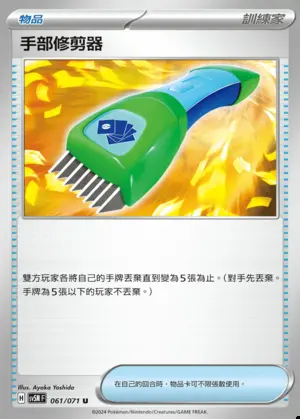 物品
訓練家
手部修剪器
雙方玩家各將自己的手牌丟棄直到變為5張為止。（對手先丟棄。
手牌為5張以下的玩家不丟棄。）
Illus. Ayaka Yoshida
H SV5M F 061/071 U
在自己的回合時，物品卡可不限張數使用。
©2024 Pokémon/Nintendo/Creatures/GAME FREAK.